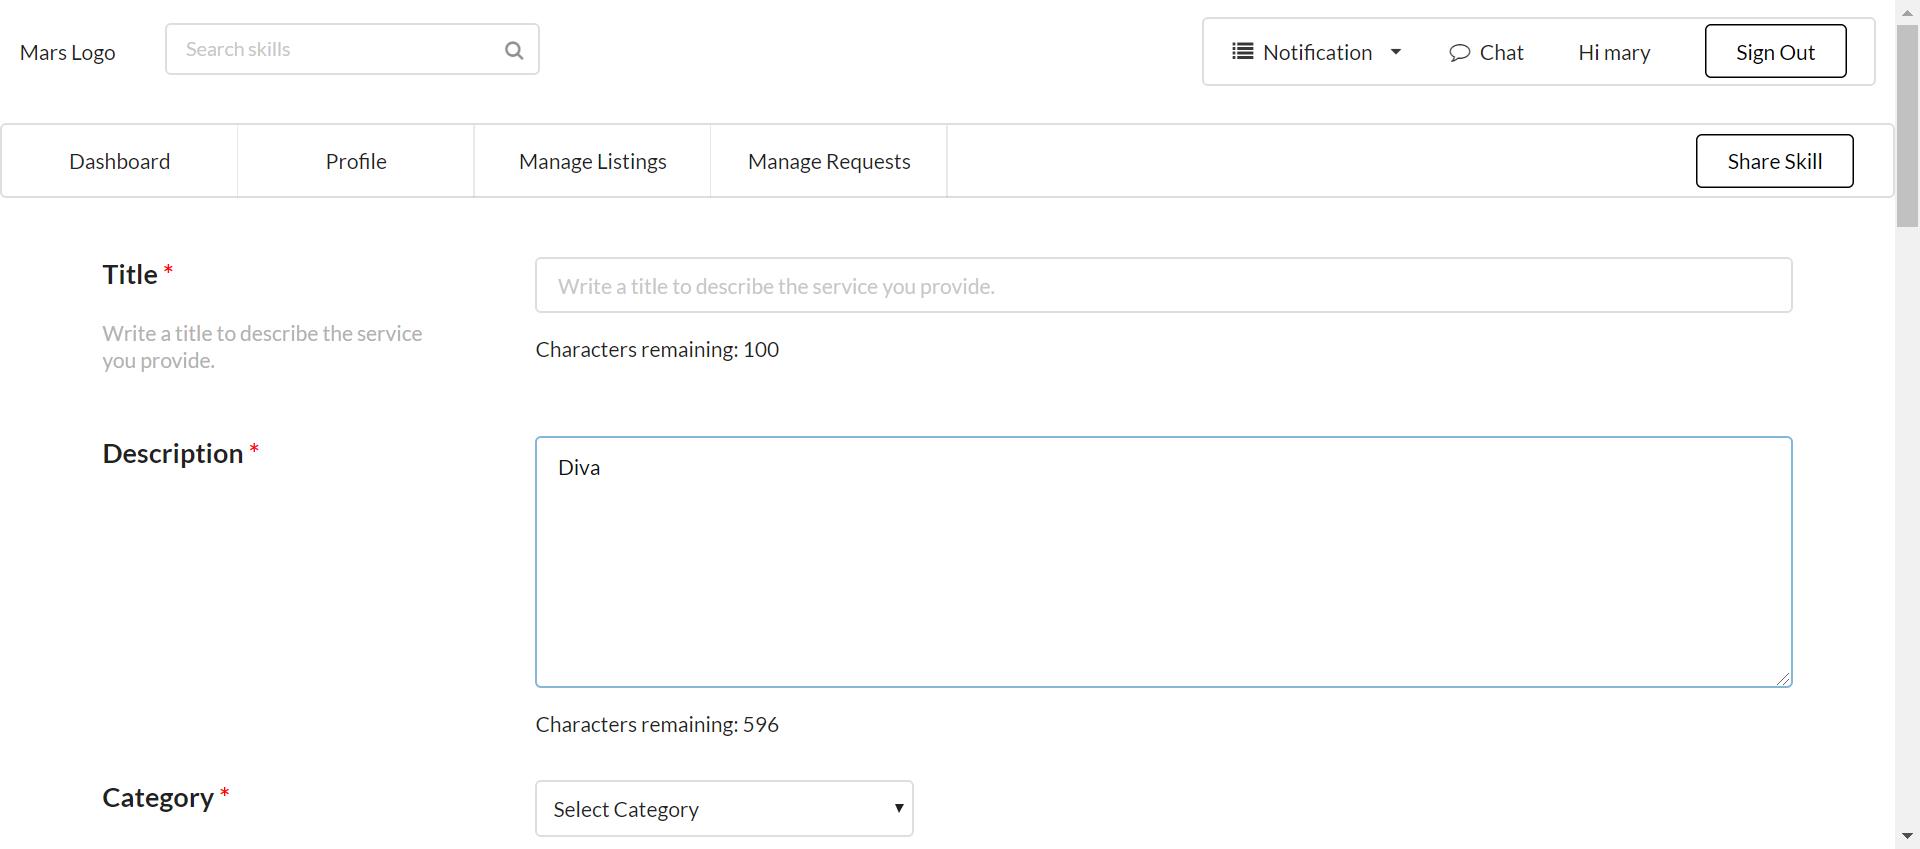 Mars Logo
Search skills
Notification
Chat
Hi mary
Sign Out
Dashboard
Profile
Manage Listings
Manage Requests
Share Skill
Title *
Write a title to describe the service you provide.
Write a title to describe the service
you provide.
Characters remaining: 100
Description *
Diva
Characters remaining: 596
Category *
Select Category